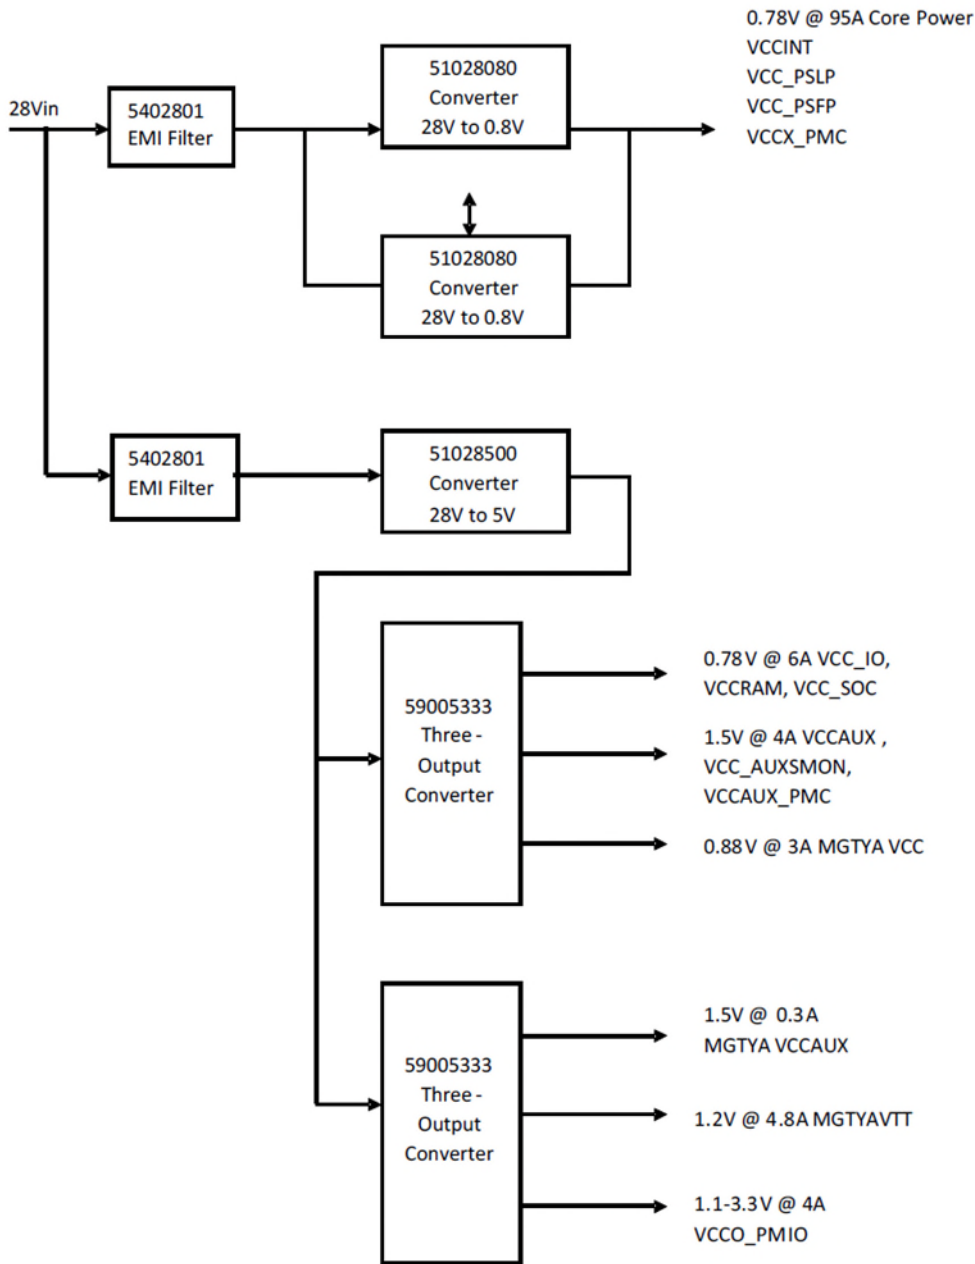 0.78V @ 95A Core Power
VCCINT
VCC_PSLP
VCC_PSFP
VCCX_PMC
28Vin
5402801
EMI Filter
51028080
Converter
28V to 0.8V
51028080
Converter
28V to 0.8V
5402801
EMI Filter
51028500
Converter
28V to 5V
59005333
Three -
Output
Converter
0.78V @ 6A VCC_IO,
VCCRAM, VCC_SOC
1.5V @ 4A VCCAUX ,
VCC_AUXSMON,
VCCAUX_PMC
0.88V @ 3A MGTYA VCC
59005333
Three -
Output
Converter
1.5V @ 0.3A
MGTYA VCCAUX
1.2V @ 4.8A MGTYAVTT
1.1-3.3V @ 4A
VCCO_PMIO